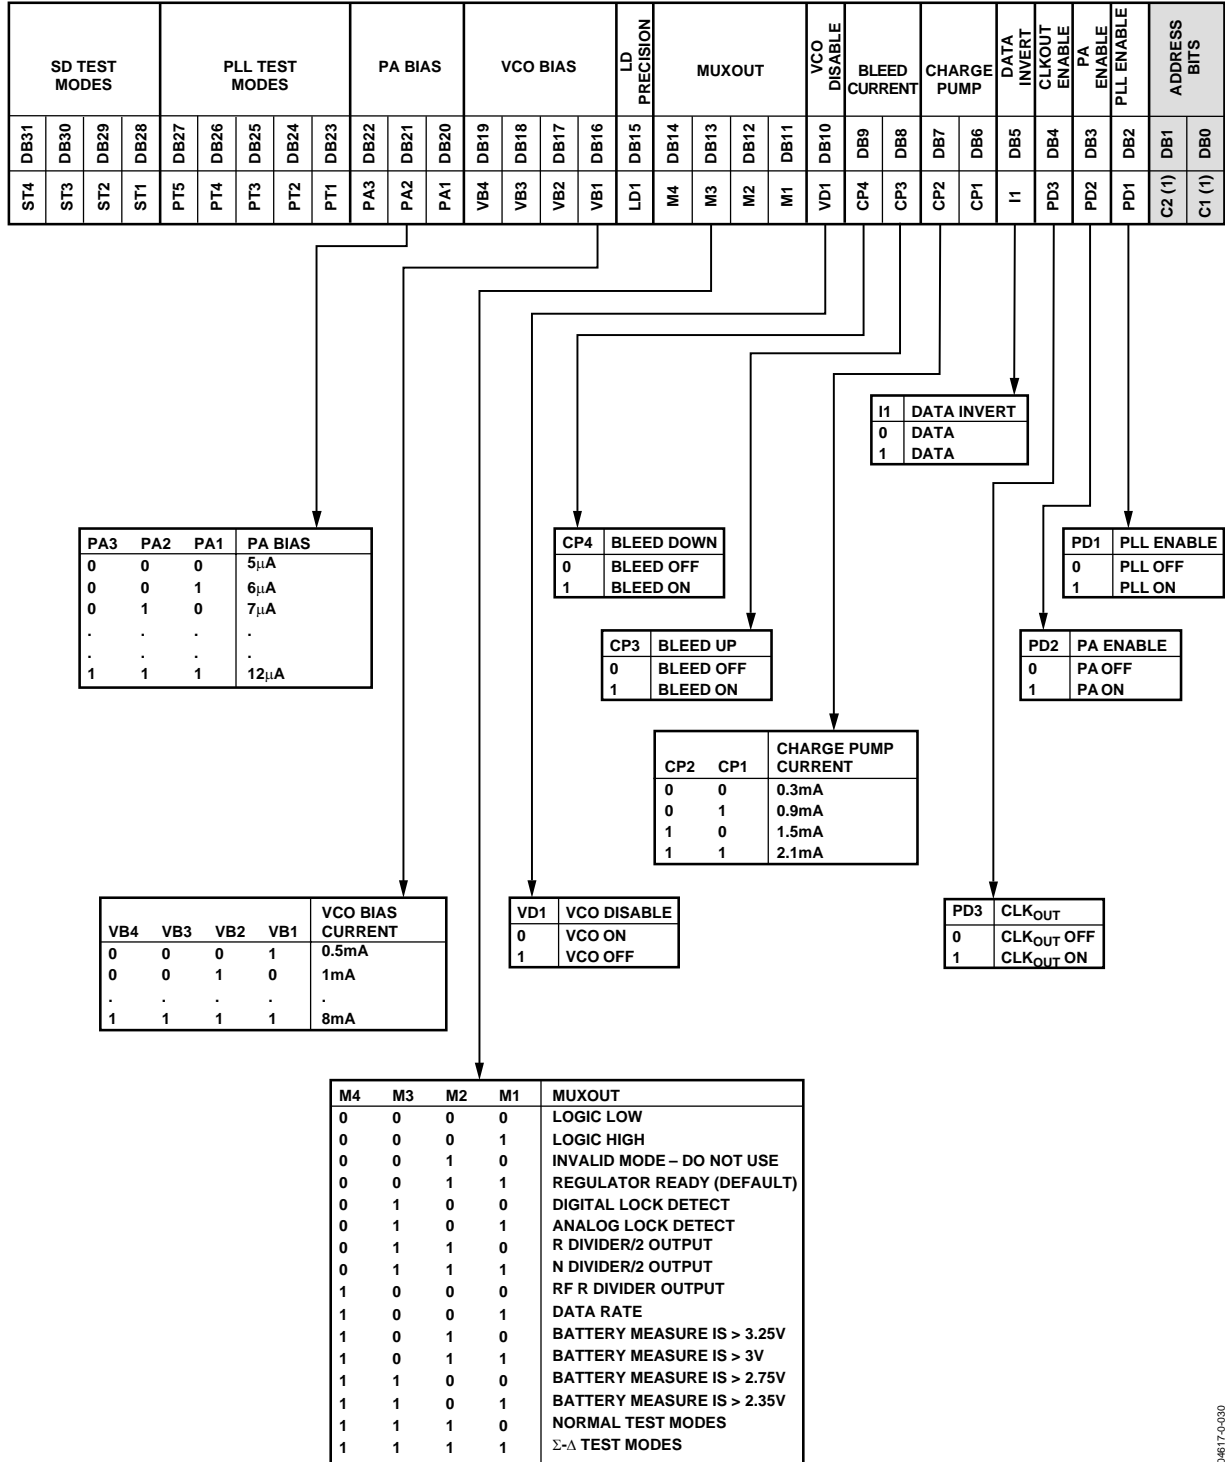 SD TEST MODES
PLL TEST MODES
PA BIAS
VCO BIAS
LD PRECISION
MUXOUT
VCO DISABLE
BLEED CURRENT
CHARGE PUMP
DATA INVERT
CLKOUT ENABLE
PA ENABLE
PLL ENABLE
ADDRESS BITS
DB31 DB30 DB29 DB28 DB27 DB26 DB25 DB24 DB23 DB22 DB21 DB20 DB19 DB18 DB17 DB16 DB15 DB14 DB13 DB12 DB11 DB10 DB9 DB8 DB7 DB6 DB5 DB4 DB3 DB2 DB1 DB0
ST4 ST3 ST2 ST1 PT5 PT4 PT3 PT2 PT1 PA3 PA2 PA1 VB4 VB3 VB2 VB1 LD1 M4 M3 M2 M1 VD1 CP4 CP3 CP2 CP1 I1 PD3 PD2 PD1 C2 (1) C1 (1)
I1 DATA INVERT
0 DATA
1 DATA
PA3 PA2 PA1 PA BIAS
0 0 0 5μA
0 0 1 6μA
0 1 0 7μA
. . . .
. . . .
1 1 1 12μA
CP4 BLEED DOWN
0 BLEED OFF
1 BLEED ON
PD1 PLL ENABLE
0 PLL OFF
1 PLL ON
CP3 BLEED UP
0 BLEED OFF
1 BLEED ON
PD2 PA ENABLE
0 PA OFF
1 PA ON
CHARGE PUMP
CP2 CP1 CURRENT
0 0 0.3mA
0 1 0.9mA
1 0 1.5mA
1 1 2.1mA
VCO BIAS
VB4 VB3 VB2 VB1 CURRENT
0 0 0 1 0.5mA
0 0 1 0 1mA
. . . . .
1 1 1 1 8mA
VD1 VCO DISABLE
0 VCO ON
1 VCO OFF
PD3 CLKOUT
0 CLKOUT OFF
1 CLKOUT ON
M4 M3 M2 M1 MUXOUT
0 0 0 0 LOGIC LOW
0 0 0 1 LOGIC HIGH
0 0 1 0 INVALID MODE – DO NOT USE
0 0 1 1 REGULATOR READY (DEFAULT)
0 1 0 0 DIGITAL LOCK DETECT
0 1 0 1 ANALOG LOCK DETECT
0 1 1 0 R DIVIDER/2 OUTPUT
0 1 1 1 N DIVIDER/2 OUTPUT
1 0 0 0 RF R DIVIDER OUTPUT
1 0 0 1 DATA RATE
1 0 1 0 BATTERY MEASURE IS > 3.25V
1 0 1 1 BATTERY MEASURE IS > 3V
1 1 0 0 BATTERY MEASURE IS > 2.75V
1 1 0 1 BATTERY MEASURE IS > 2.35V
1 1 1 0 NORMAL TEST MODES
1 1 1 1 Σ-Δ TEST MODES
04617-0-030